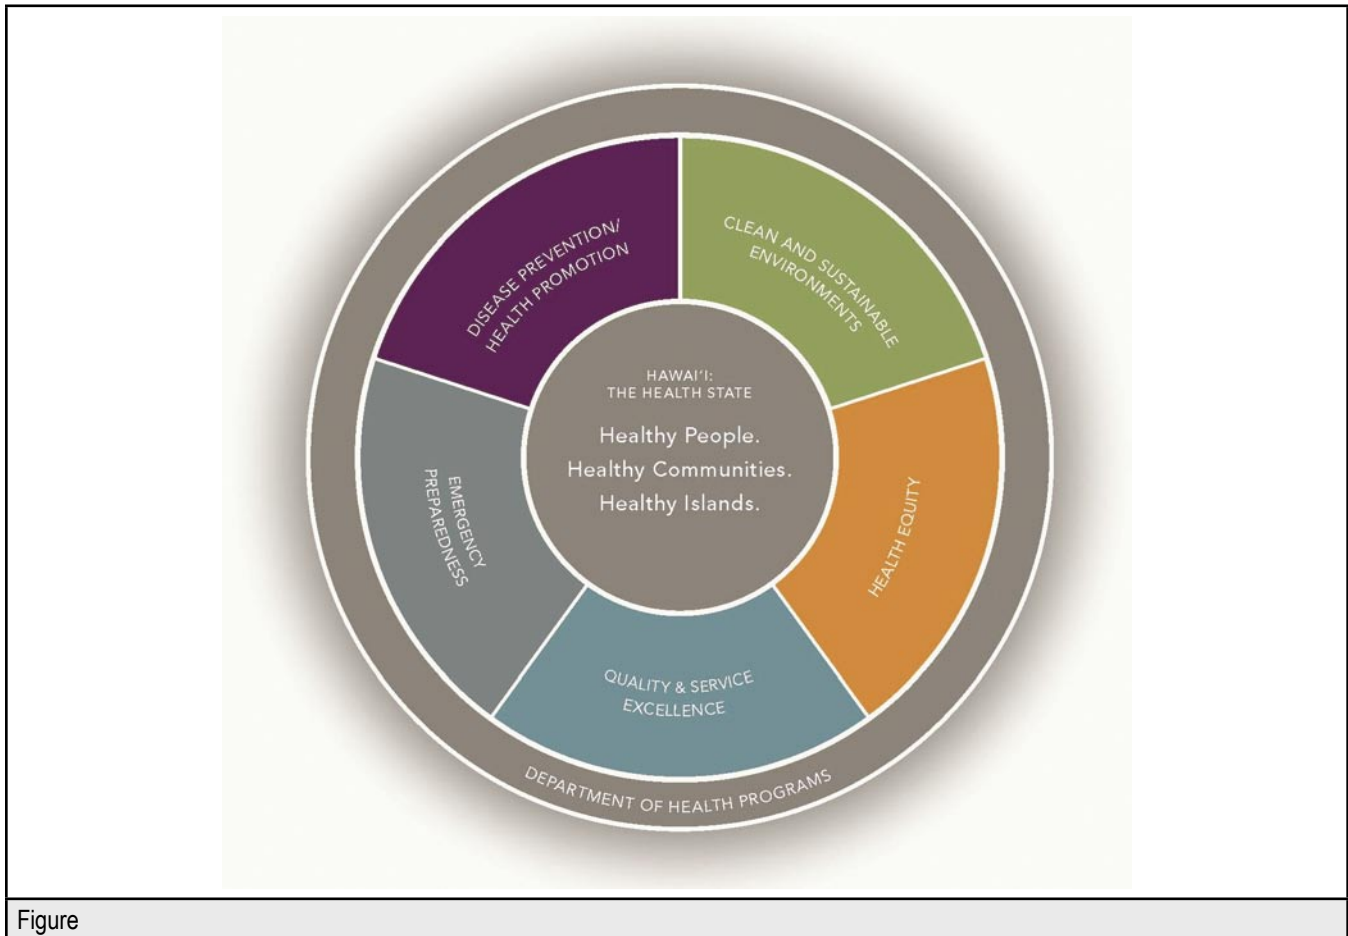 DISEASE PREVENTION/
HEALTH PROMOTION
CLEAN AND SUSTAINABLE
ENVIRONMENTS
HAWAI'I:
THE HEALTH STATE
Healthy People.
Healthy Communities.
Healthy Islands.
EMERGENCY
PREPAREDNESS
HEALTH EQUITY
QUALITY & SERVICE
EXCELLENCE
DEPARTMENT OF HEALTH PROGRAMS
Figure